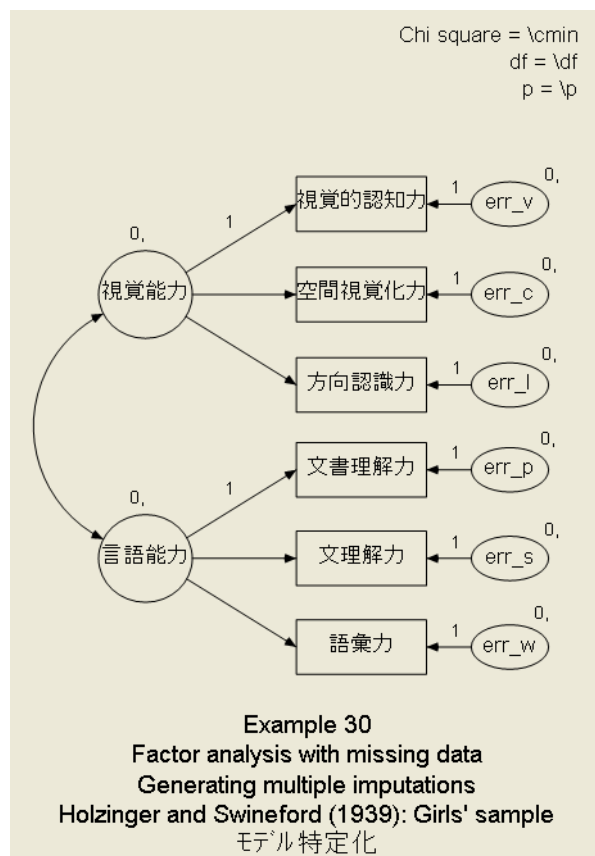 Chi square = \cmin
df = \df
p = \p
視覚的認知力
1
err_v
0,
視覚能力
0,
1
空間視覚化力
1
err_c
0,
方向認識力
1
err_l
0,
文書理解力
1
err_p
0,
言語能力
0,
1
文理解力
1
err_s
0,
語彙力
1
err_w
0,
Example 30
Factor analysis with missing data
Generating multiple imputations
Holzinger and Swineford (1939): Girls' sample
ﾓﾃﾞﾙ特定化